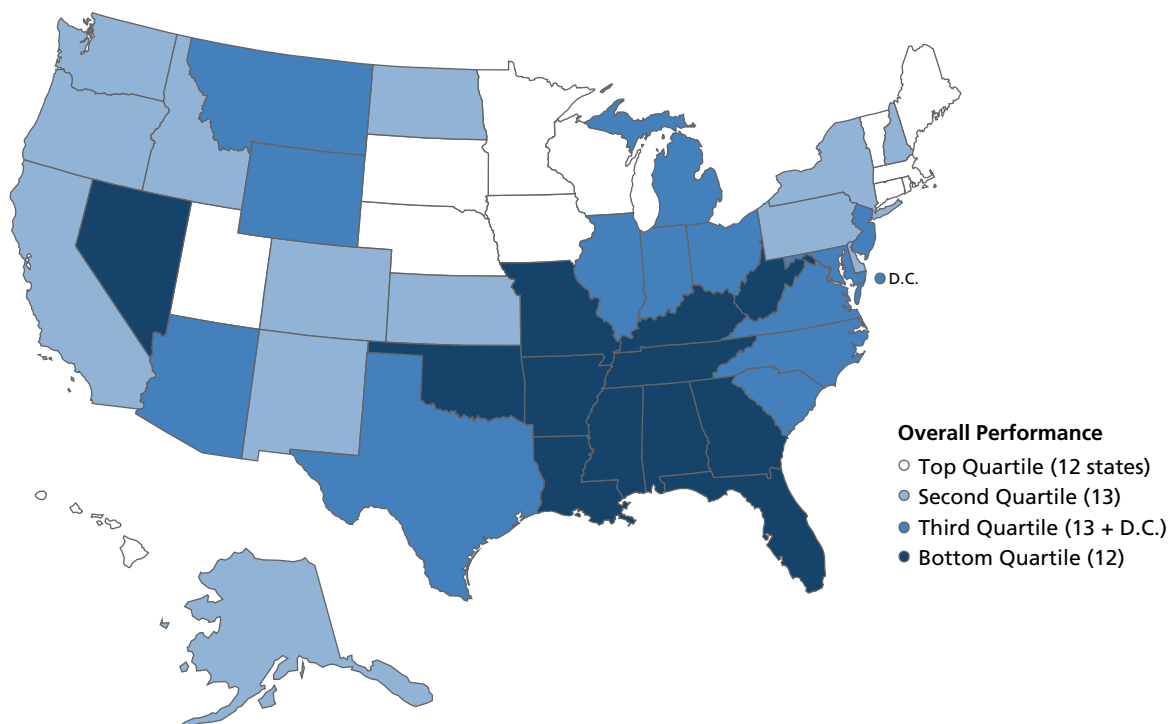 D.C.
Overall Performance
Top Quartile (12 states)
Second Quartile (13)
Third Quartile (13 + D.C.)
Bottom Quartile (12)